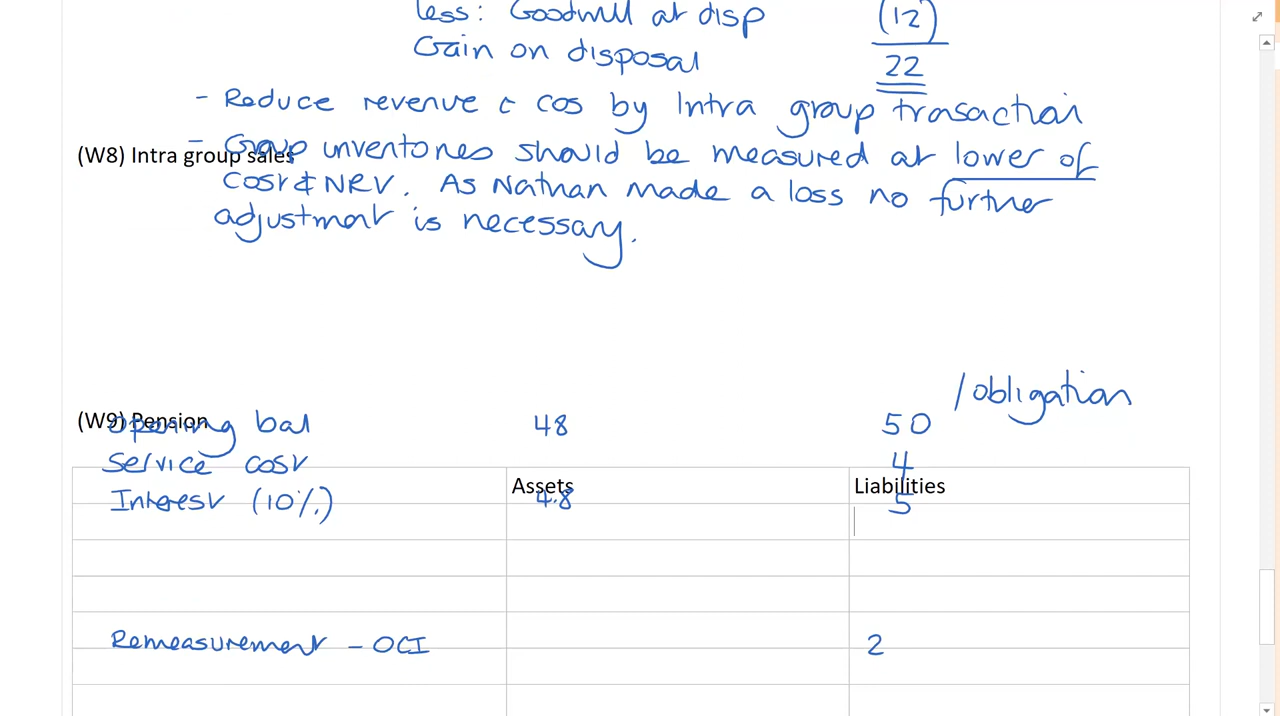 less: Goodwill at disp (12)
Gain on disposal 22
- Reduce revenue & cos by Intra group trasaction
(W8) Intra group sales
- Group inventories should be measured at lower of
cost & NRV. As Nathan made a loss no further
adjustment is necessary.
/obligation
(W9) Pension
Opening bal 48 50
Service cost 4
Assets Liabilities
Interest (10%) 4.8 5
Remeasurement - OCI 2